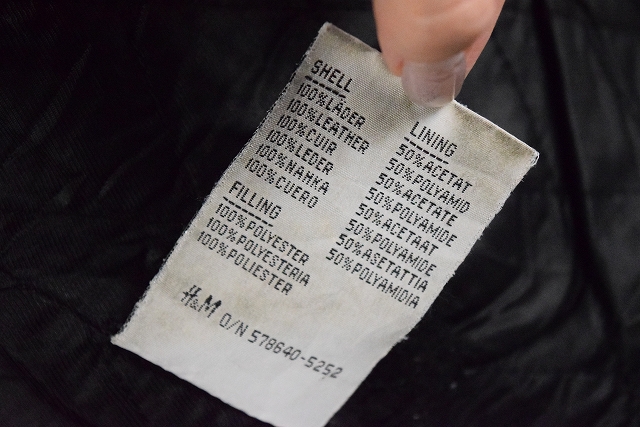 SHELL
100%LÄDER
100%LEATHER
100%CUIR
100%LEDER
100%NAHKA
100%CUERO
FILLING
100%POLYESTER
100%POLYESTERIA
100%POLIESTER
LINING
50%ACETAT
50%POLYAMID
50%ACETATE
50%POLYAMIDE
50%ACETAAT
50%POLYAMIDE
50%ASETATTIA
50%POLYAMIDIA
H&M O/N 578640-5252